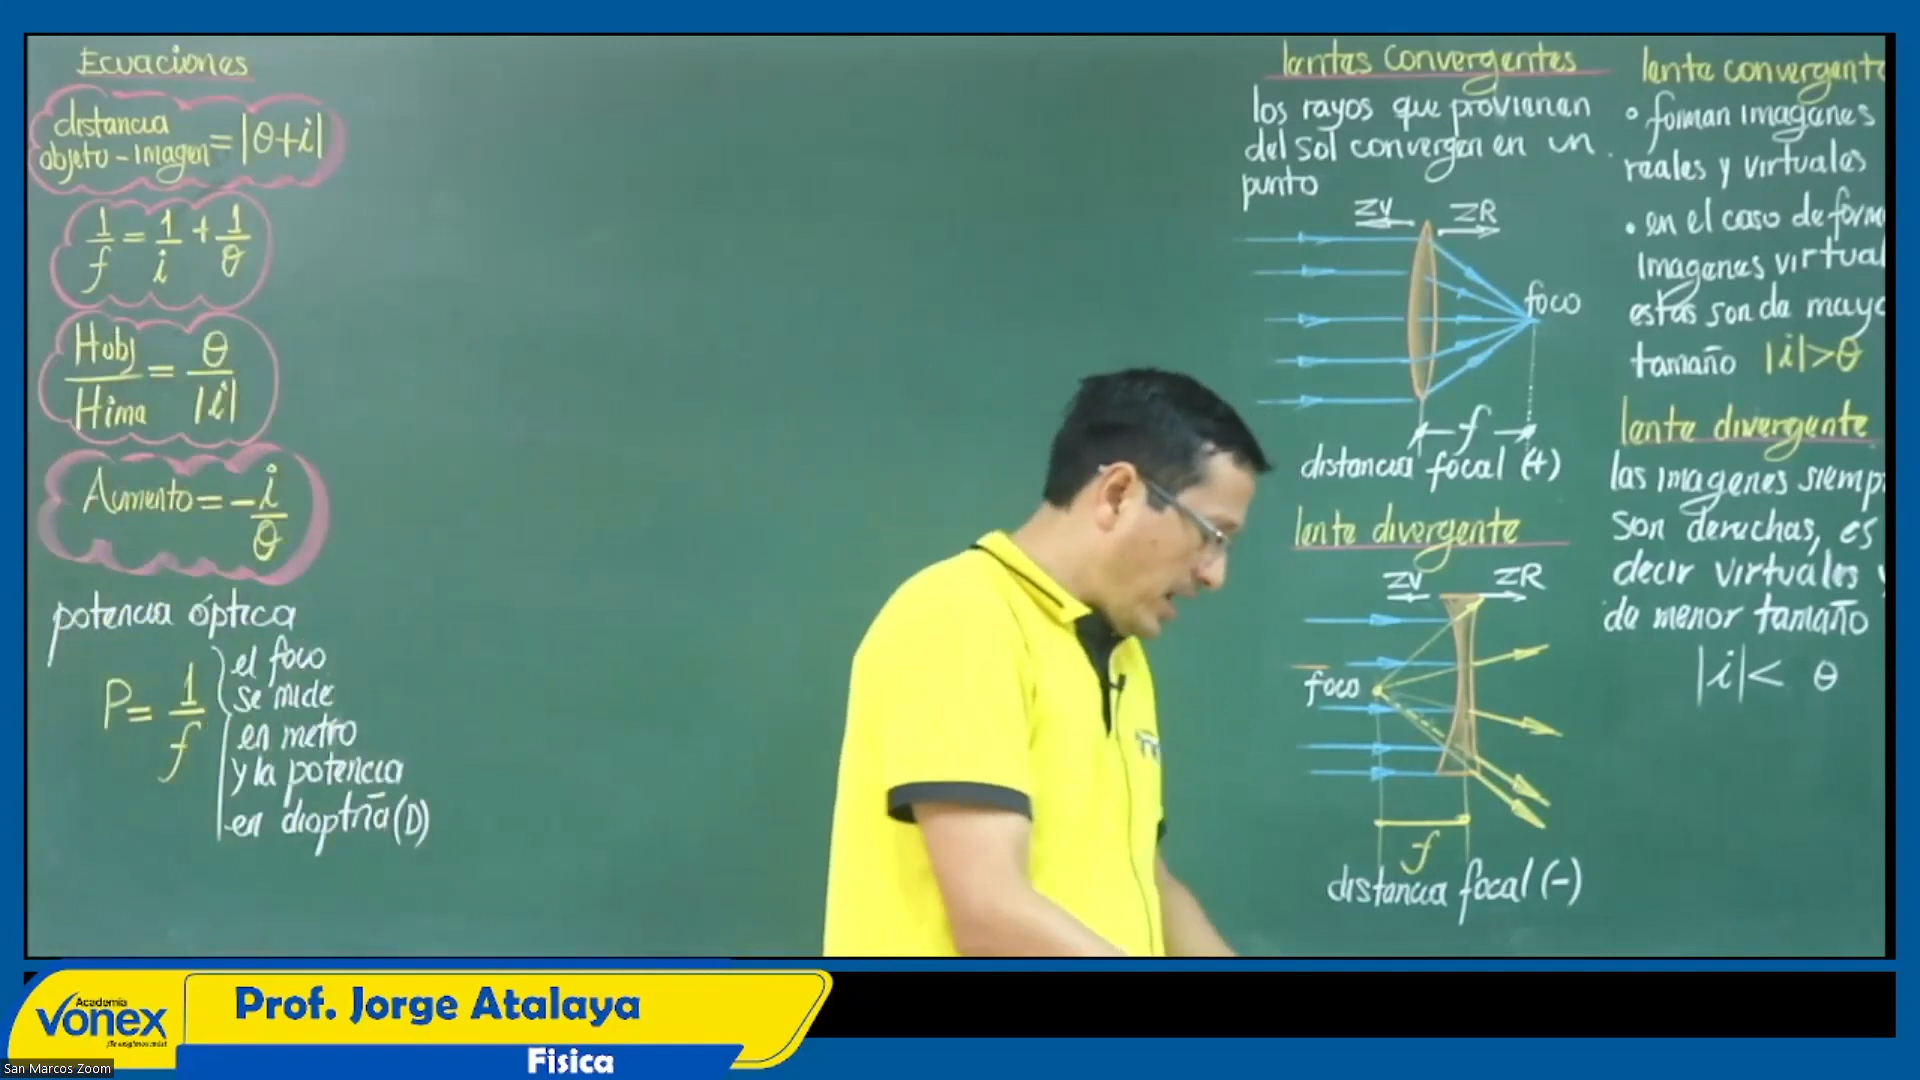 Ecuaciones
distancia
objeto - imagen = |θ+i|
1/f = 1/i + 1/θ
Hobj/Hima = θ/|i|
Aumento = - i/θ
potencia óptica
P = 1/f
el foco
se mide
en metro
y la potencia
en dioptría (D)
lentes convergentes
los rayos que provienen
del sol convergen en un
punto
ZV ZR
foco
f
distancia focal (+)
lente divergente
ZV ZR
foco
f
distancia focal (-)
lente convergente
• forman imagenes
reales y virtuales
• en el caso de form
imagenes virtual
estas son de mayo
tamaño |i|>θ
lente divergente
las imagenes siemp
son derechas, es
decir virtuales y
de menor tamaño
|i| < θ
Academia
vonex
Prof. Jorge Atalaya
Fisica
San Marcos Zoom